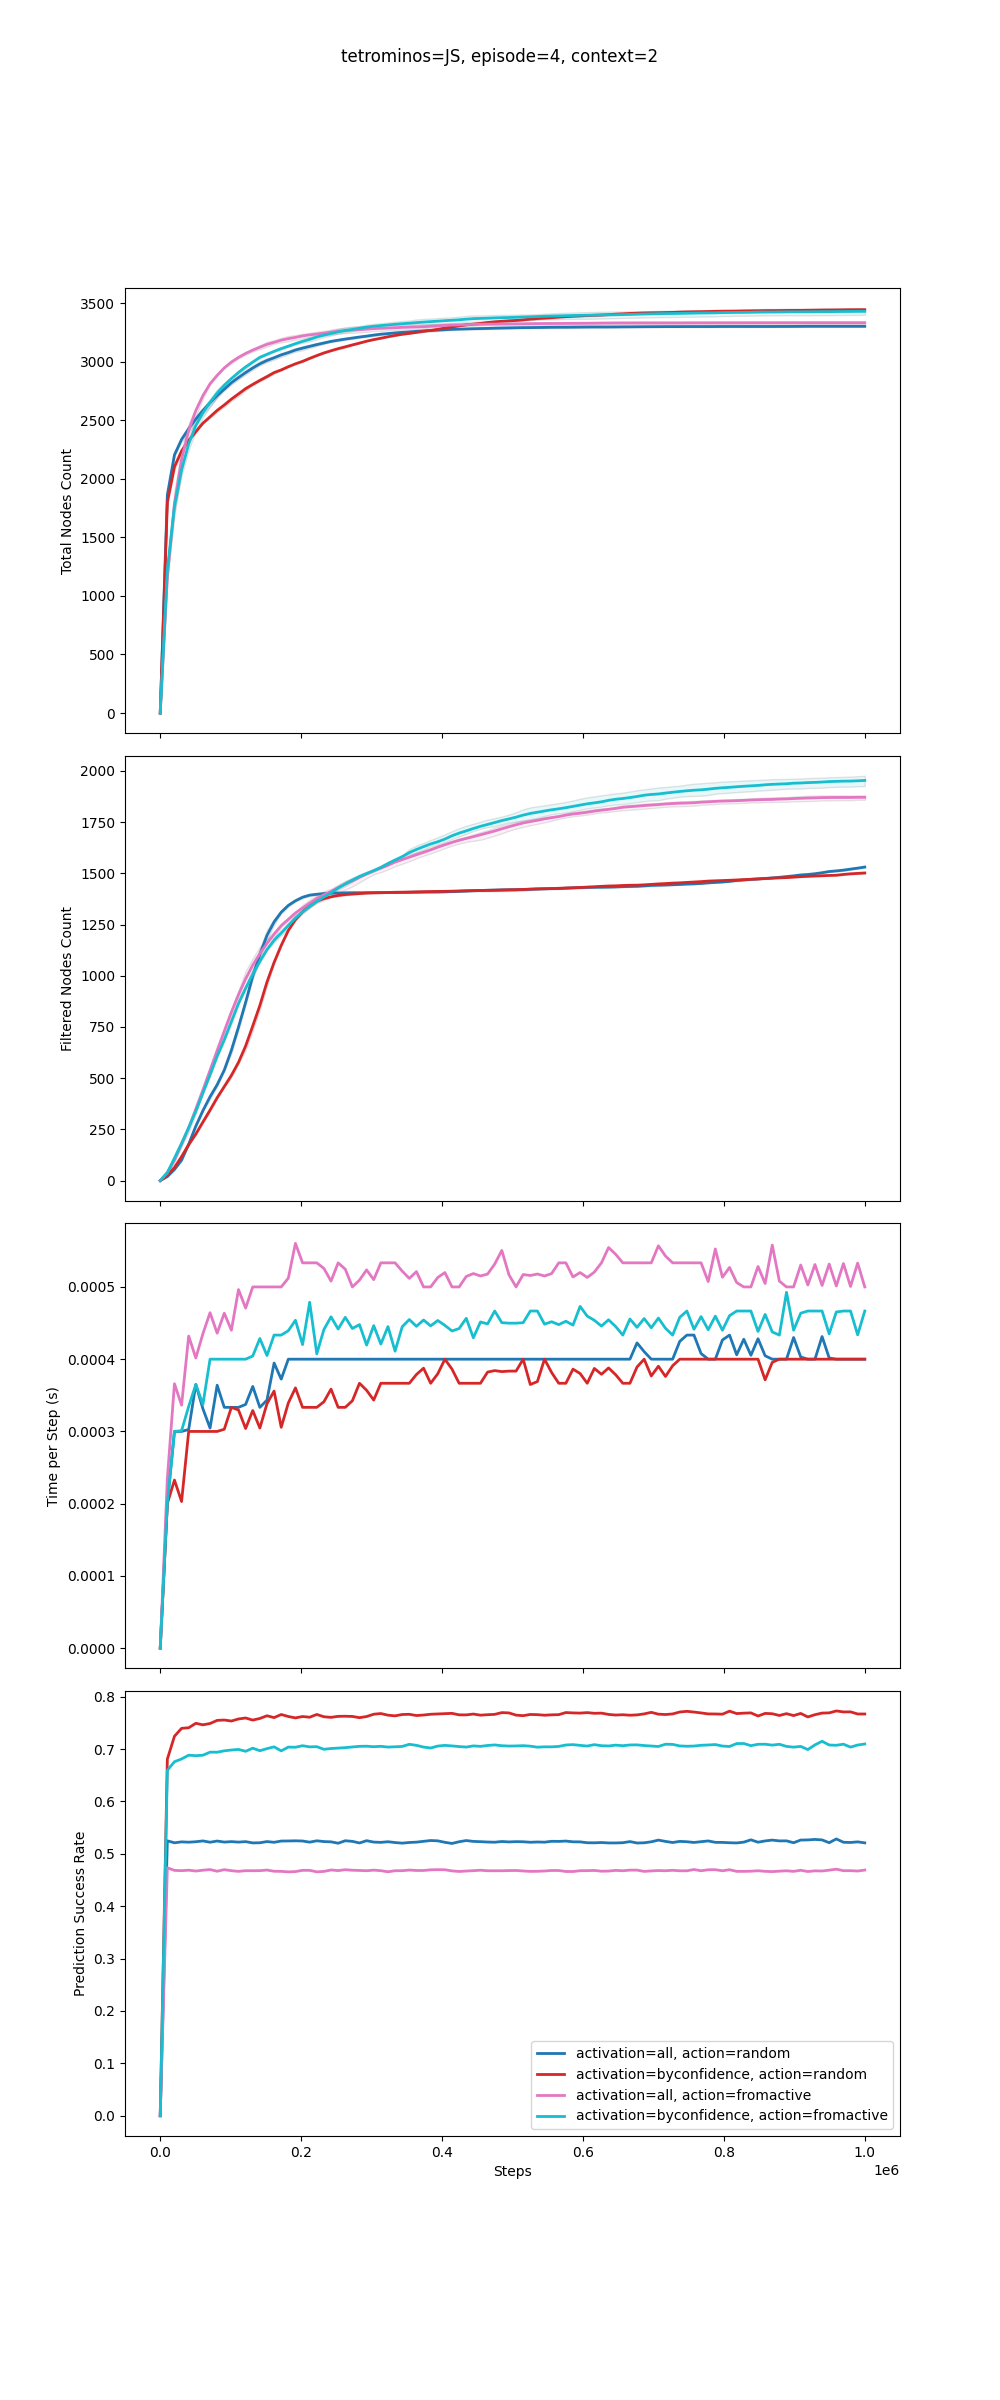 tetrominos=JS, episode=4, context=2
3500
3000
2500
2000
1500
1000
500
0
Total Nodes Count
2000
1750
1500
1250
1000
750
500
250
0
Filtered Nodes Count
0.0005
0.0004
0.0003
0.0002
0.0001
0.0000
Time per Step (s)
0.8
0.7
0.6
0.5
0.4
0.3
0.2
0.1
0.0
Prediction Success Rate
activation=all, action=random
activation=byconfidence, action=random
activation=all, action=fromactive
activation=byconfidence, action=fromactive
0.0 0.2 0.4 0.6 0.8 1.0
Steps
1e6